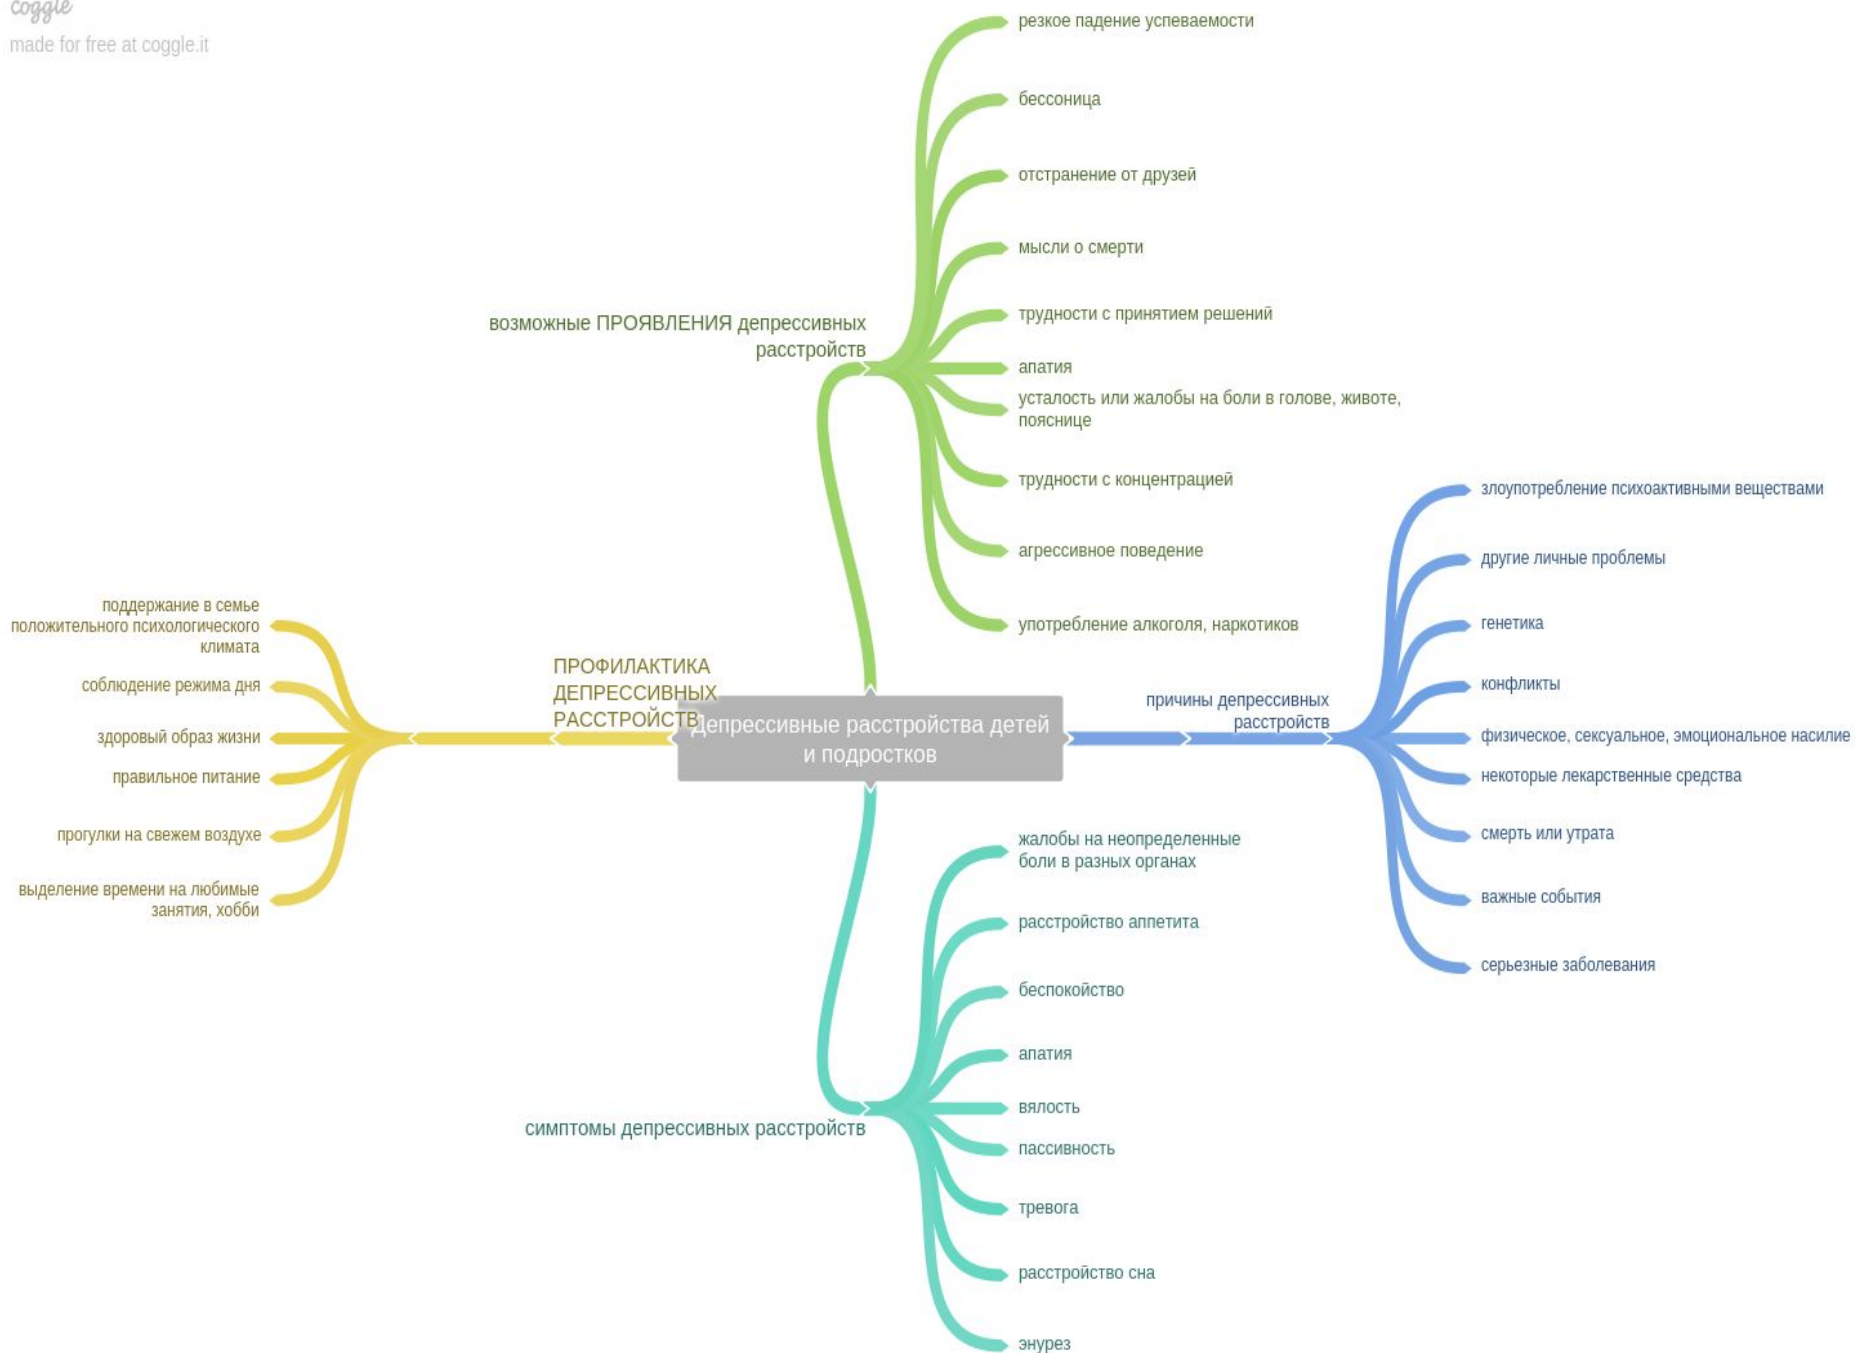 coggle
made for free at coggle.it
резкое падение успеваемости
бессоница
отстранение от друзей
мысли о смерти
трудности с принятием решений
апатия
усталость или жалобы на боли в голове, животе,
пояснице
трудности с концентрацией
агрессивное поведение
употребление алкоголя, наркотиков
возможные ПРОЯВЛЕНИЯ депрессивных
расстройств
злоупотребление психоактивными веществами
другие личные проблемы
генетика
конфликты
физическое, сексуальное, эмоциональное насилие
некоторые лекарственные средства
смерть или утрата
важные события
серьезные заболевания
причины депрессивных
расстройств
поддержание в семье
положительного психологического
климата
соблюдение режима дня
здоровый образ жизни
правильное питание
прогулки на свежем воздухе
выделение времени на любимые
занятия, хобби
ПРОФИЛАКТИКА
ДЕПРЕССИВНЫХ
РАССТРОЙСТВ
Депрессивные расстройства детей
и подростков
жалобы на неопределенные
боли в разных органах
расстройство аппетита
беспокойство
апатия
вялость
пассивность
тревога
расстройство сна
энурез
симптомы депрессивных расстройств